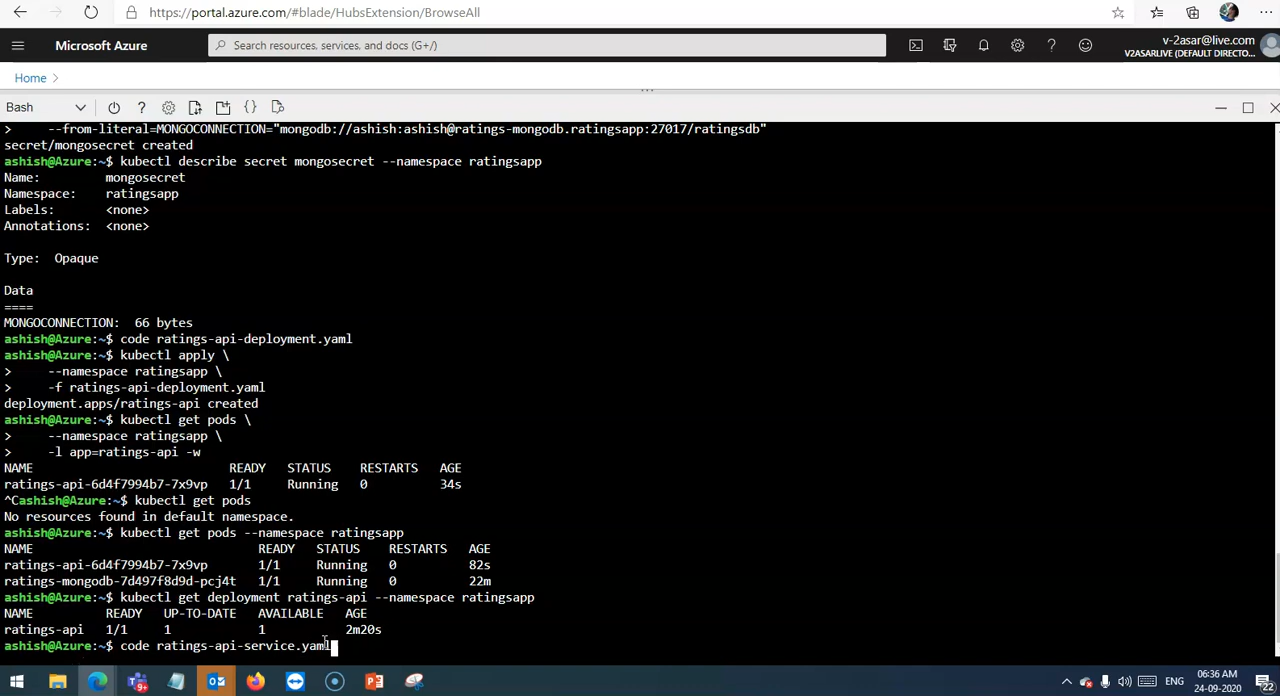 https://portal.azure.com/#blade/HubsExtension/BrowseAll
Microsoft Azure
Search resources, services, and docs (G+/)
v-2asar@live.com
V2ASARLIVE (DEFAULT DIRECTO...
Home >
Bash
>     --from-literal=MONGOCONNECTION="mongodb://ashish:ashish@ratings-mongodb.ratingsapp:27017/ratingsdb"
secret/mongosecret created
ashish@Azure:~$ kubectl describe secret mongosecret --namespace ratingsapp
Name:         mongosecret
Namespace:    ratingsapp
Labels:       <none>
Annotations:  <none>
Type:  Opaque
Data
====
MONGOCONNECTION:  66 bytes
ashish@Azure:~$ code ratings-api-deployment.yaml
ashish@Azure:~$ kubectl apply \
>     --namespace ratingsapp \
>     -f ratings-api-deployment.yaml
deployment.apps/ratings-api created
ashish@Azure:~$ kubectl get pods \
>     --namespace ratingsapp \
>     -l app=ratings-api -w
NAME                           READY   STATUS    RESTARTS   AGE
ratings-api-6d4f7994b7-7x9vp   1/1     Running   0          34s
^Cashish@Azure:~$ kubectl get pods
No resources found in default namespace.
ashish@Azure:~$ kubectl get pods --namespace ratingsapp
NAME                               READY   STATUS    RESTARTS   AGE
ratings-api-6d4f7994b7-7x9vp       1/1     Running   0          82s
ratings-mongodb-7d497f8d9d-pcj4t   1/1     Running   0          22m
ashish@Azure:~$ kubectl get deployment ratings-api --namespace ratingsapp
NAME          READY   UP-TO-DATE   AVAILABLE   AGE
ratings-api   1/1     1            1           2m20s
ashish@Azure:~$ code ratings-api-service.yaml
ENG
06:36 AM
24-09-2020